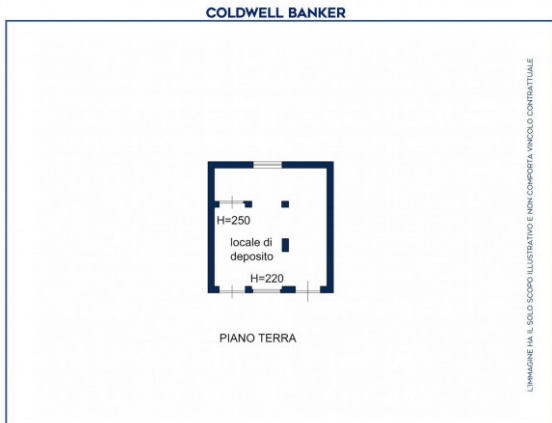 COLDWELL BANKER
H=250
locale di
deposito
H=220
PIANO TERRA
L'IMMAGINE HA IL SOLO SCOPO ILLUSTRATIVO E NON COMPORTA VINCOLO CONTRATTUALE